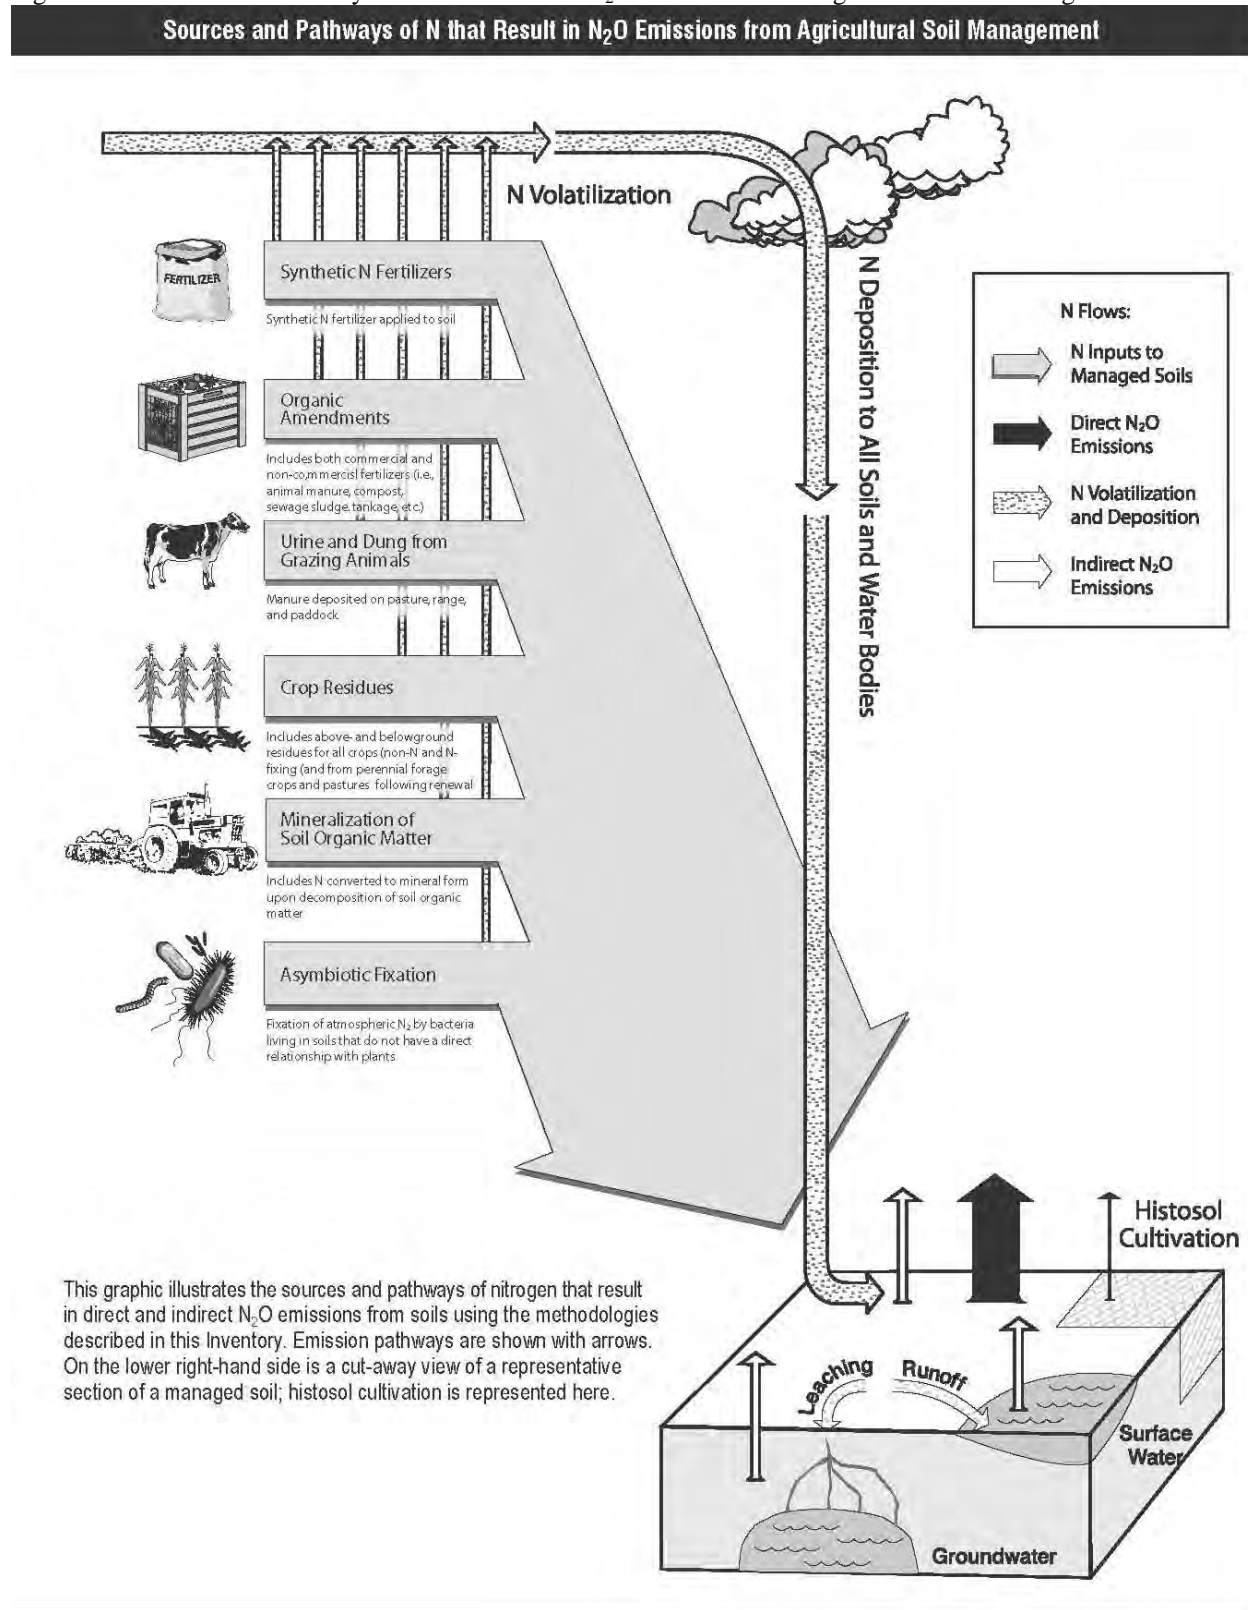 Sources and Pathways of N that Result in N2O Emissions from Agricultural Soil Management
N Volatilization
FERTILIZER
Synthetic N Fertilizers
Synthetic N fertilizer applied to soil
Organic
Amendments
Includes both commercial and
non-co,mmercisl fertilizers (i.e.,
animal manure, compost,
sewage sludge, tankage, etc.)
Urine and Dung from
Grazing Animals
Manure deposited on pasture, range,
and paddock
Crop Residues
Includes above- and belowground
residues for all crops (non-N and N-
fixing (and from perennial forage
crops and pastures following renewal
Mineralization of
Soil Organic Matter
Includes N converted to mineral form
upon decomposition of soil organic
matter
Asymbiotic Fixation
Fixation of atmospheric N2 by bacteria
living in soils that do not have a direct
relationship with plants
N Deposition to All Soils and Water Bodies
N Flows:
N Inputs to
Managed Soils
Direct N2O
Emissions
N Volatilization
and Deposition
Indirect N2O
Emissions
Histosol
Cultivation
This graphic illustrates the sources and pathways of nitrogen that result
in direct and indirect N2O emissions from soils using the methodologies
described in this Inventory. Emission pathways are shown with arrows.
On the lower right-hand side is a cut-away view of a representative
section of a managed soil; histosol cultivation is represented here.
Leaching
Runoff
Surface
Water
Groundwater